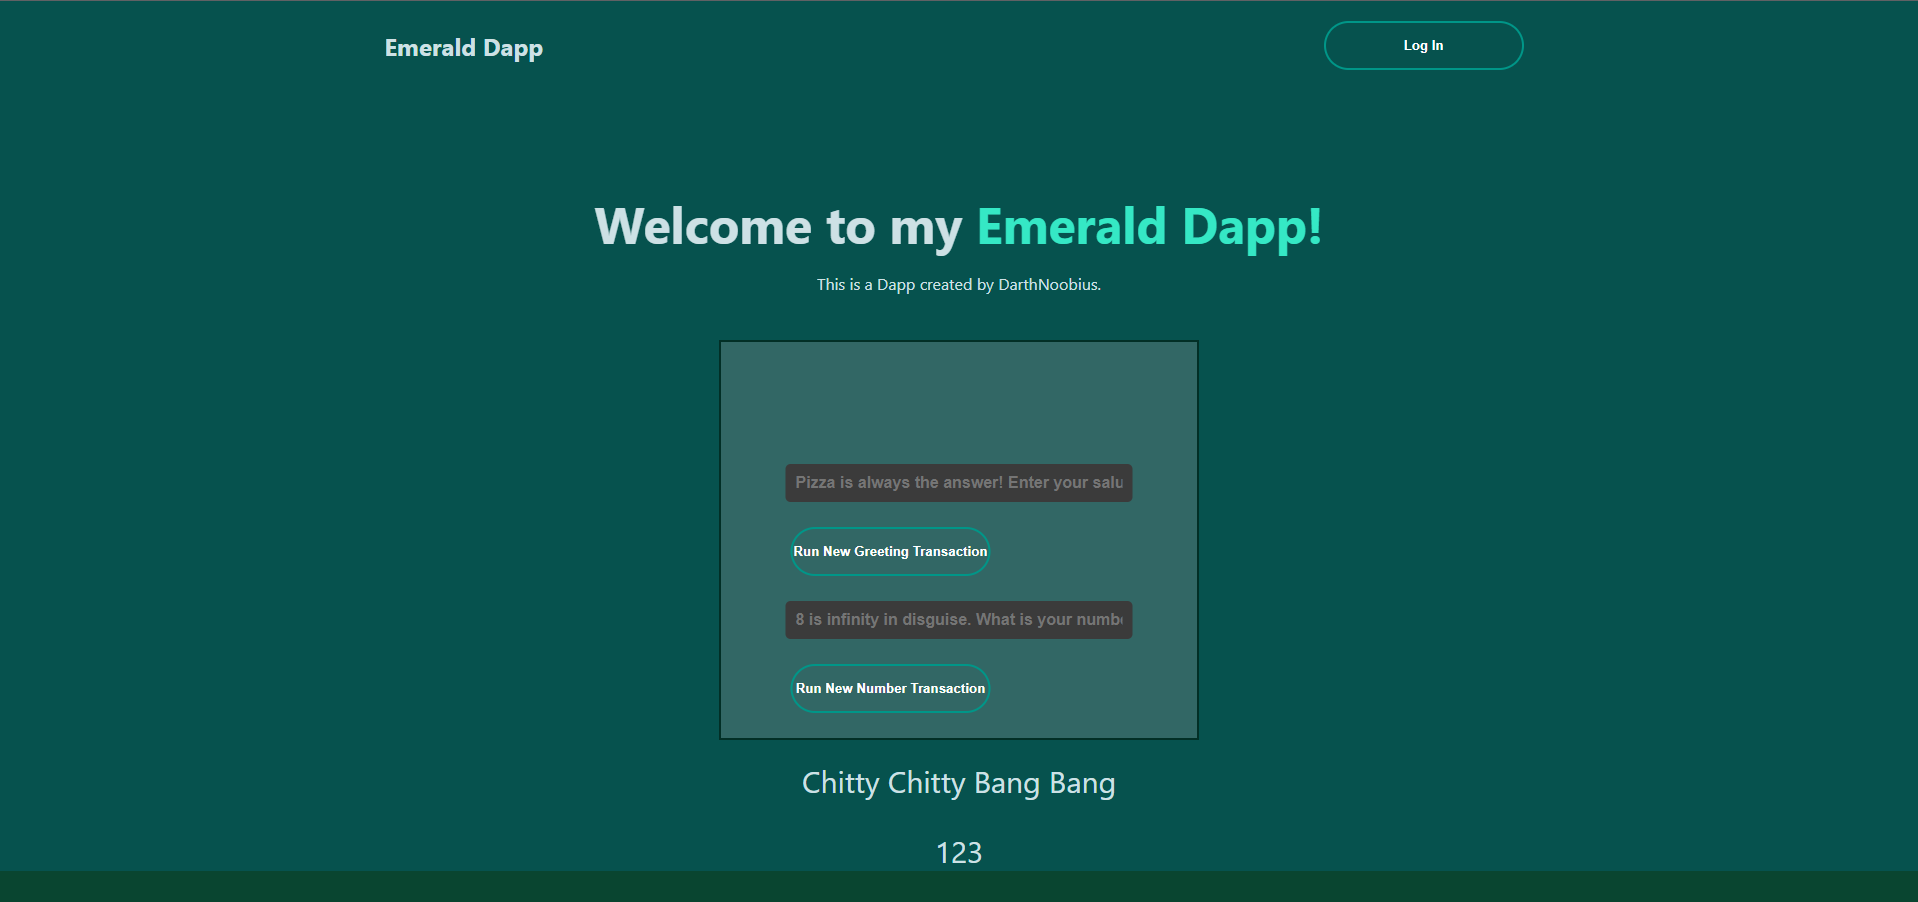 Emerald Dapp
Log In
Welcome to my Emerald Dapp!
This is a Dapp created by DarthNoobius.
Pizza is always the answer! Enter your salu
Run New Greeting Transaction
8 is infinity in disguise. What is your numb
Run New Number Transaction
Chitty Chitty Bang Bang
123